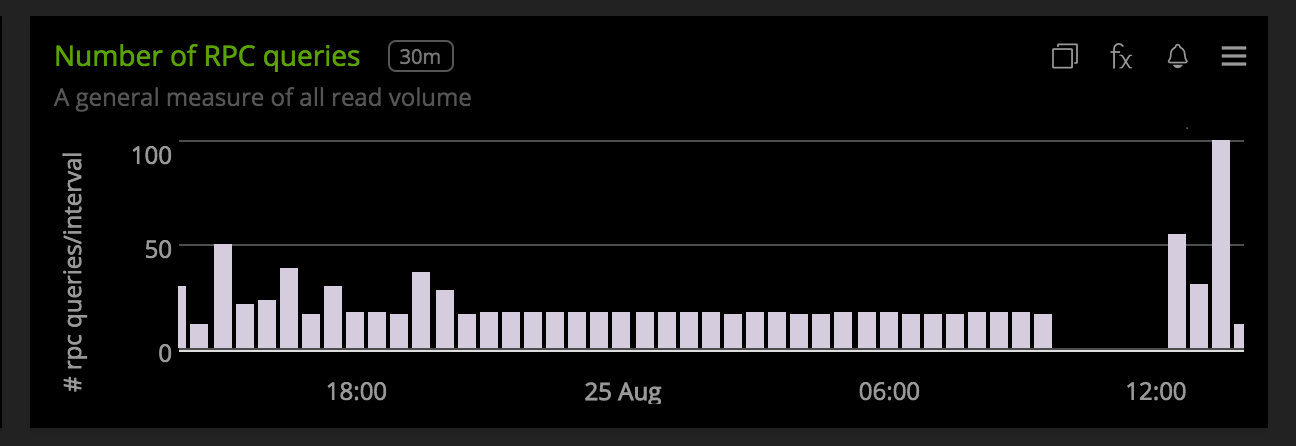 Number of RPC queries 30m fx
A general measure of all read volume
# rpc queries/interval
100
50
0
18:00 25 Aug 06:00 12:00